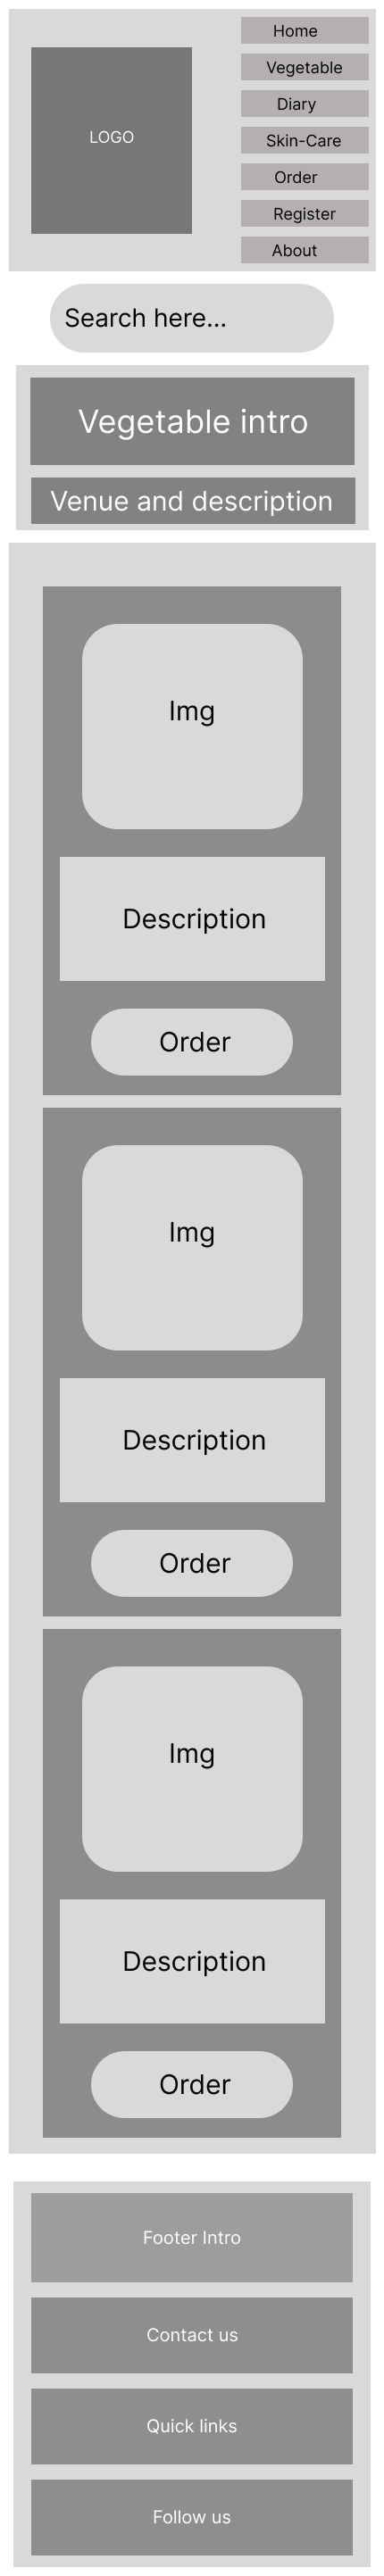 LOGO
Home
Vegetable
Diary
Skin-Care
Order
Register
About
Search here...
Vegetable intro
Venue and description
Img
Description
Order
Img
Description
Order
Img
Description
Order
Footer Intro
Contact us
Quick links
Follow us